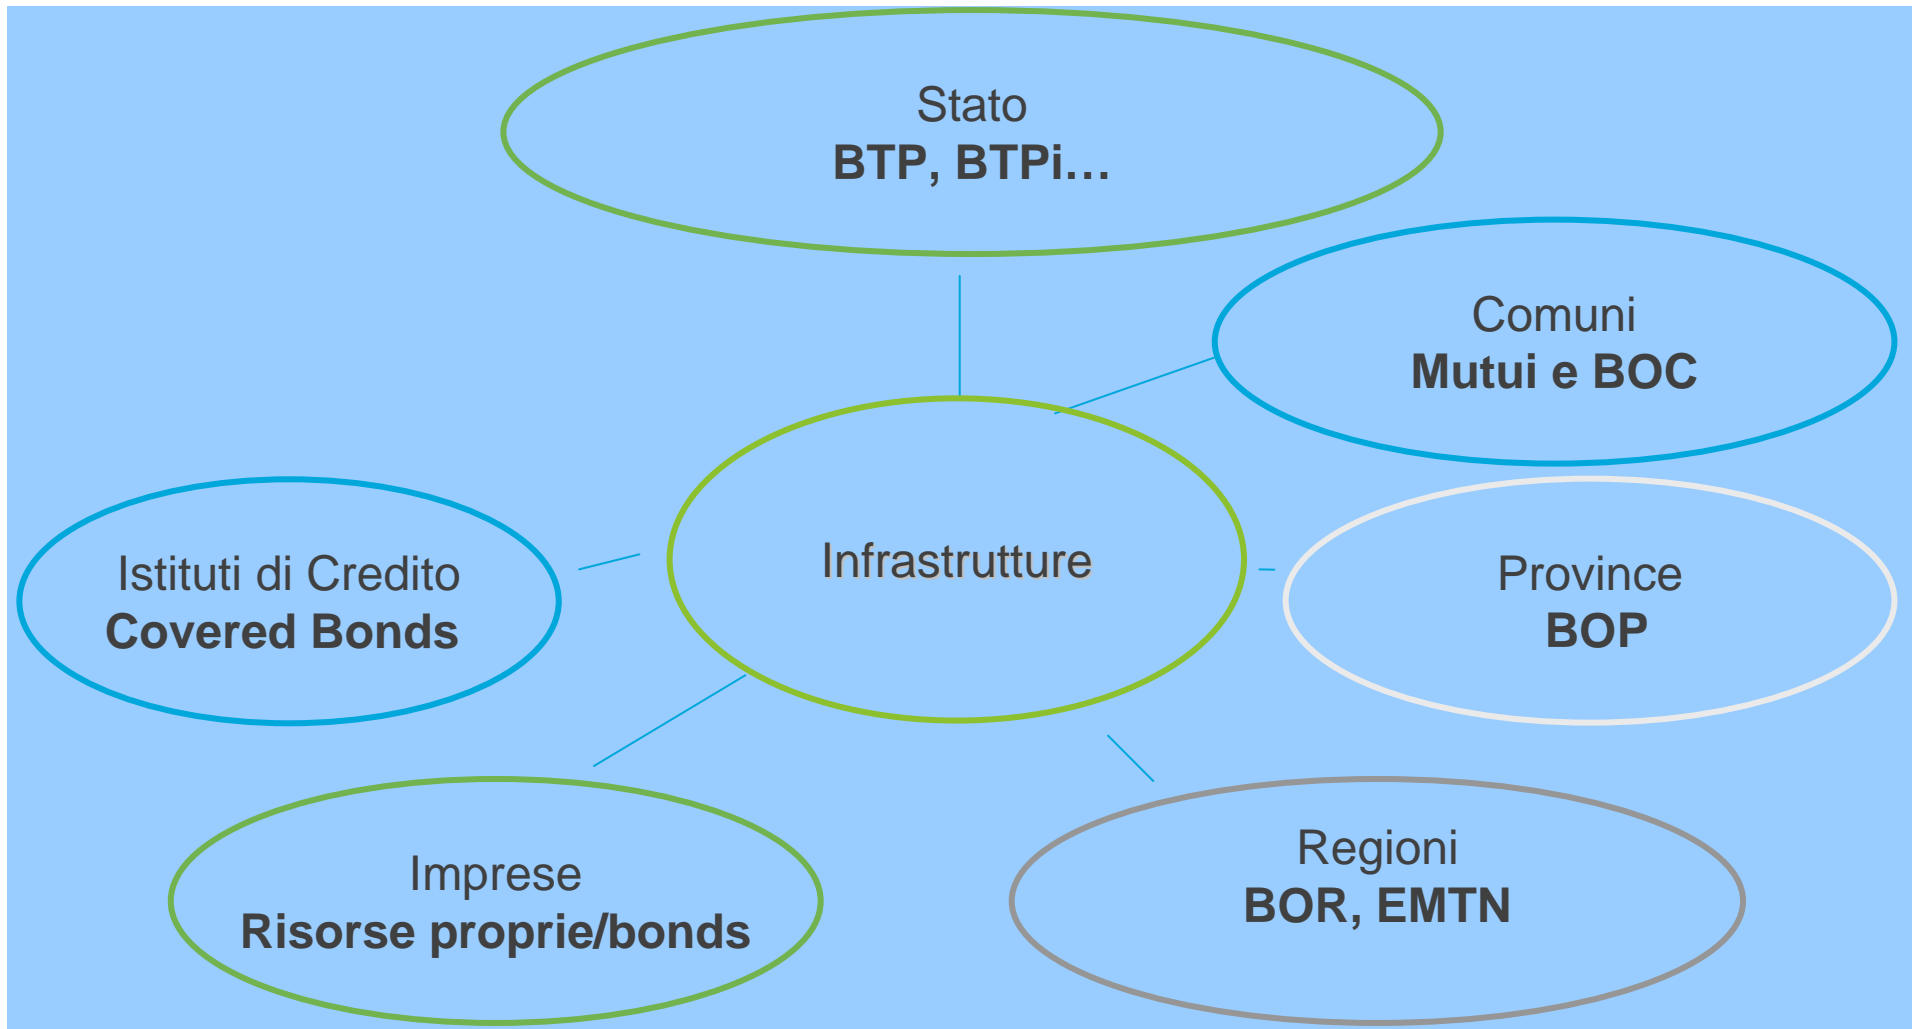 Stato
BTP, BTPi…
Comuni
Mutui e BOC
Infrastrutture
Istituti di Credito
Covered Bonds
Province
BOP
Imprese
Risorse proprie/bonds
Regioni
BOR, EMTN